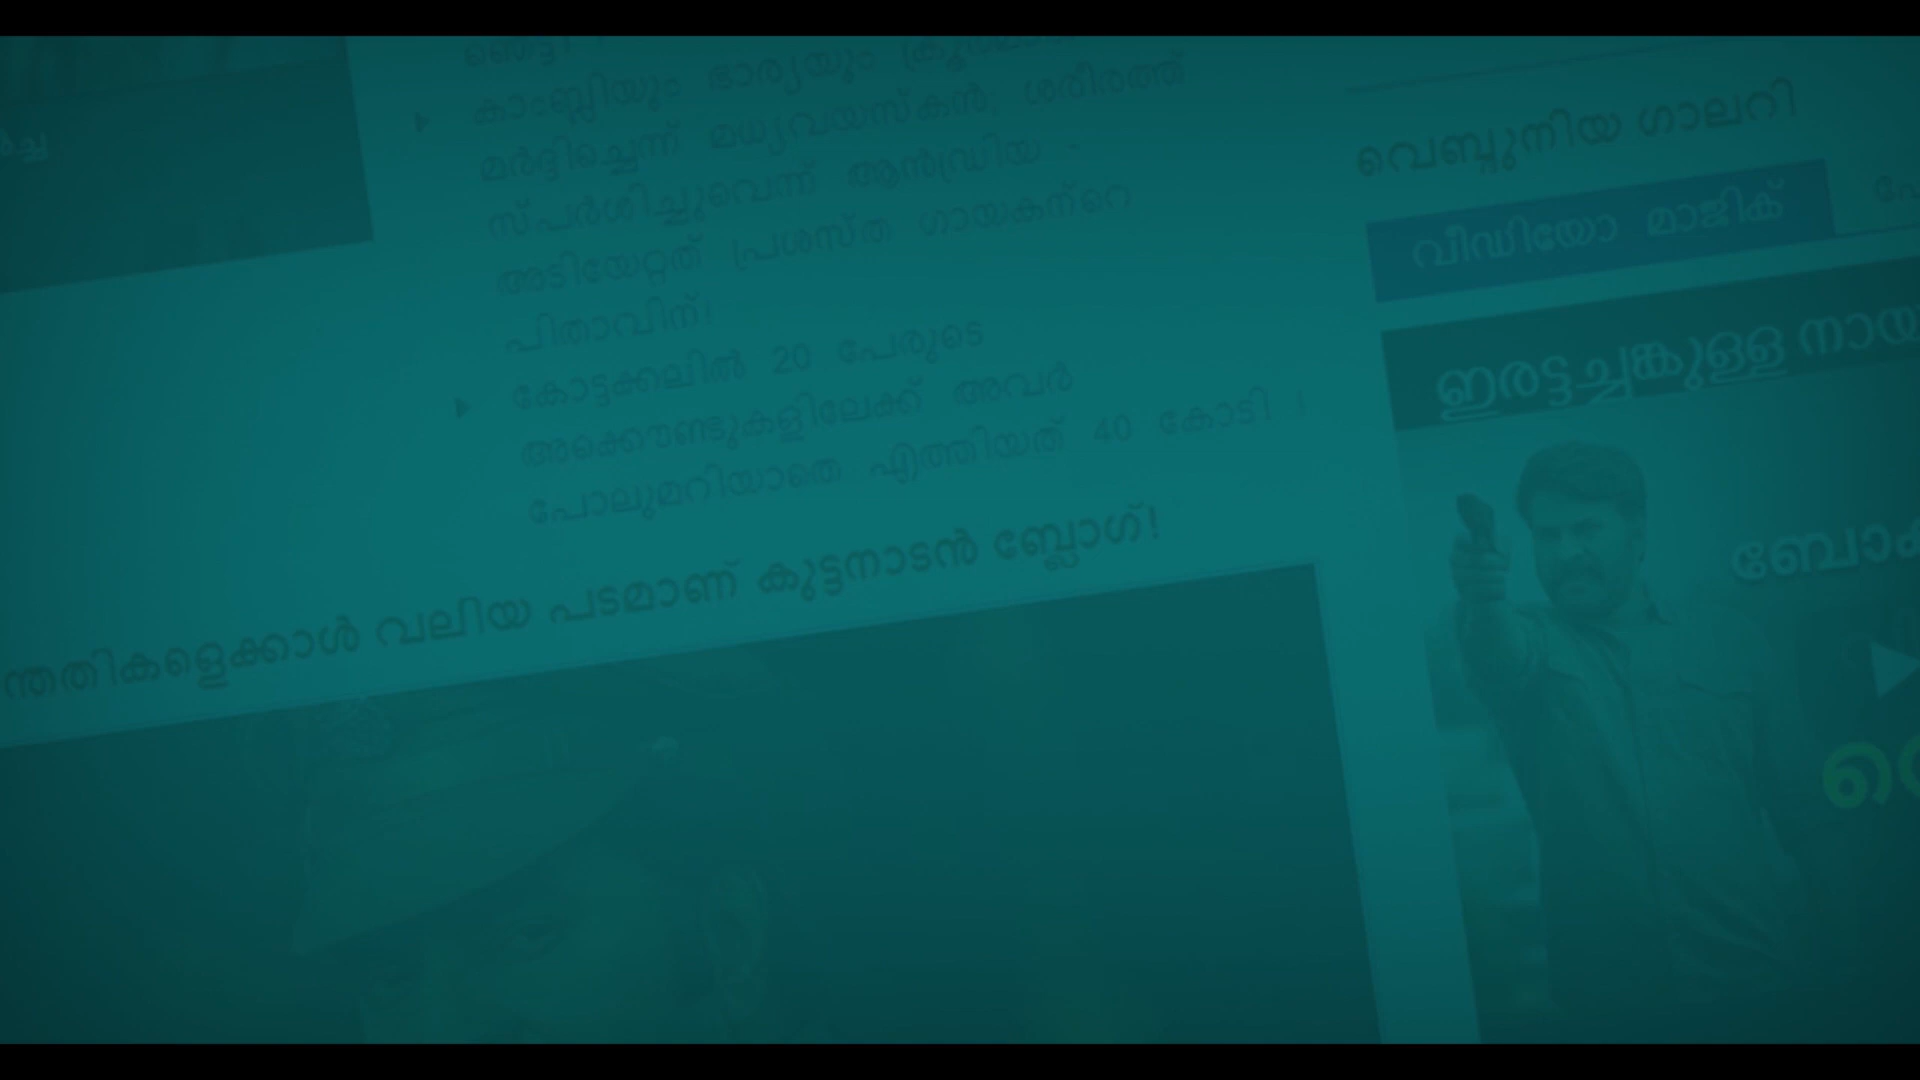 ർച്ച
ഞെട്ടി
കാംബ്ലിയും ഭാര്യയും ക്രൂരമായി
മർദ്ദിച്ചെന്ന് മധ്യവയസ്കൻ; ശരീരത്ത്
സ്പർശിച്ചുവെന്ന് ആൻഡ്രിയ -
അടിയേറ്റത് പ്രശസ്ത ഗായകന്റെ
പിതാവിന്!
കോട്ടക്കലിൽ 20 പേരുടെ
അക്കൌണ്ടുകളിലേക്ക് അവർ
പോലുമറിയാതെ എത്തിയത് 40 കോടി !
ന്തതികളെക്കാൾ വലിയ പടമാണ് കുട്ടനാടൻ ബ്ലോഗ്!
വെബ്ദുനിയ ഗാലറി
വീഡിയോ മാജിക്
ഇരട്ടച്ചങ്കുള്ള നായ
ബോക്